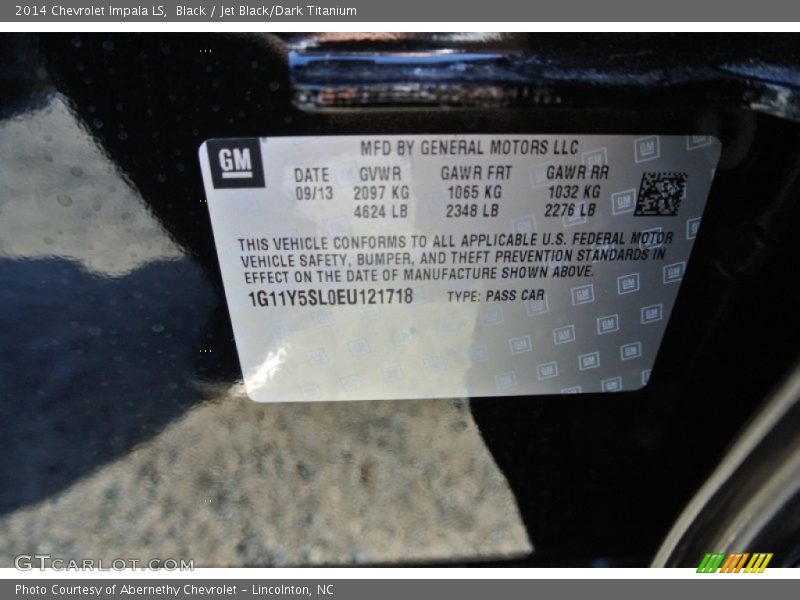 2014 Chevrolet Impala LS, Black / Jet Black/Dark Titanium
GM
MFD BY GENERAL MOTORS LLC
DATE GVWR GAWR FRT GAWR RR
09/13 2097 KG 1065 KG 1032 KG
4624 LB 2348 LB 2276 LB
THIS VEHICLE CONFORMS TO ALL APPLICABLE U.S. FEDERAL MOTOR
VEHICLE SAFETY, BUMPER, AND THEFT PREVENTION STANDARDS IN
EFFECT ON THE DATE OF MANUFACTURE SHOWN ABOVE.
1G11Y5SL0EU121718 TYPE: PASS CAR
GTCarlot.com
Photo Courtesy of Abernethy Chevrolet – Lincolnton, NC